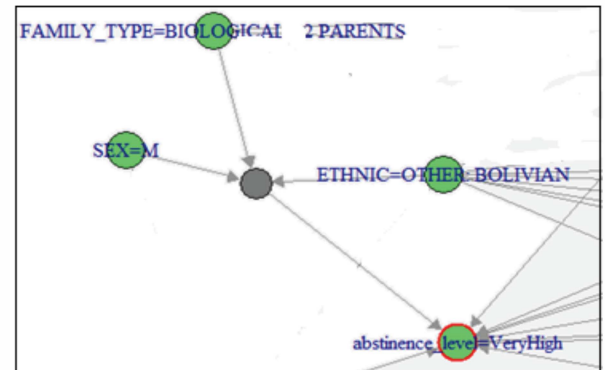 FAMILY_TYPE=BIOLOGICAL 2 PARENTS
SEX=M
ETHNIC=OTHER BOLIVIAN
abstinence_level=VeryHigh